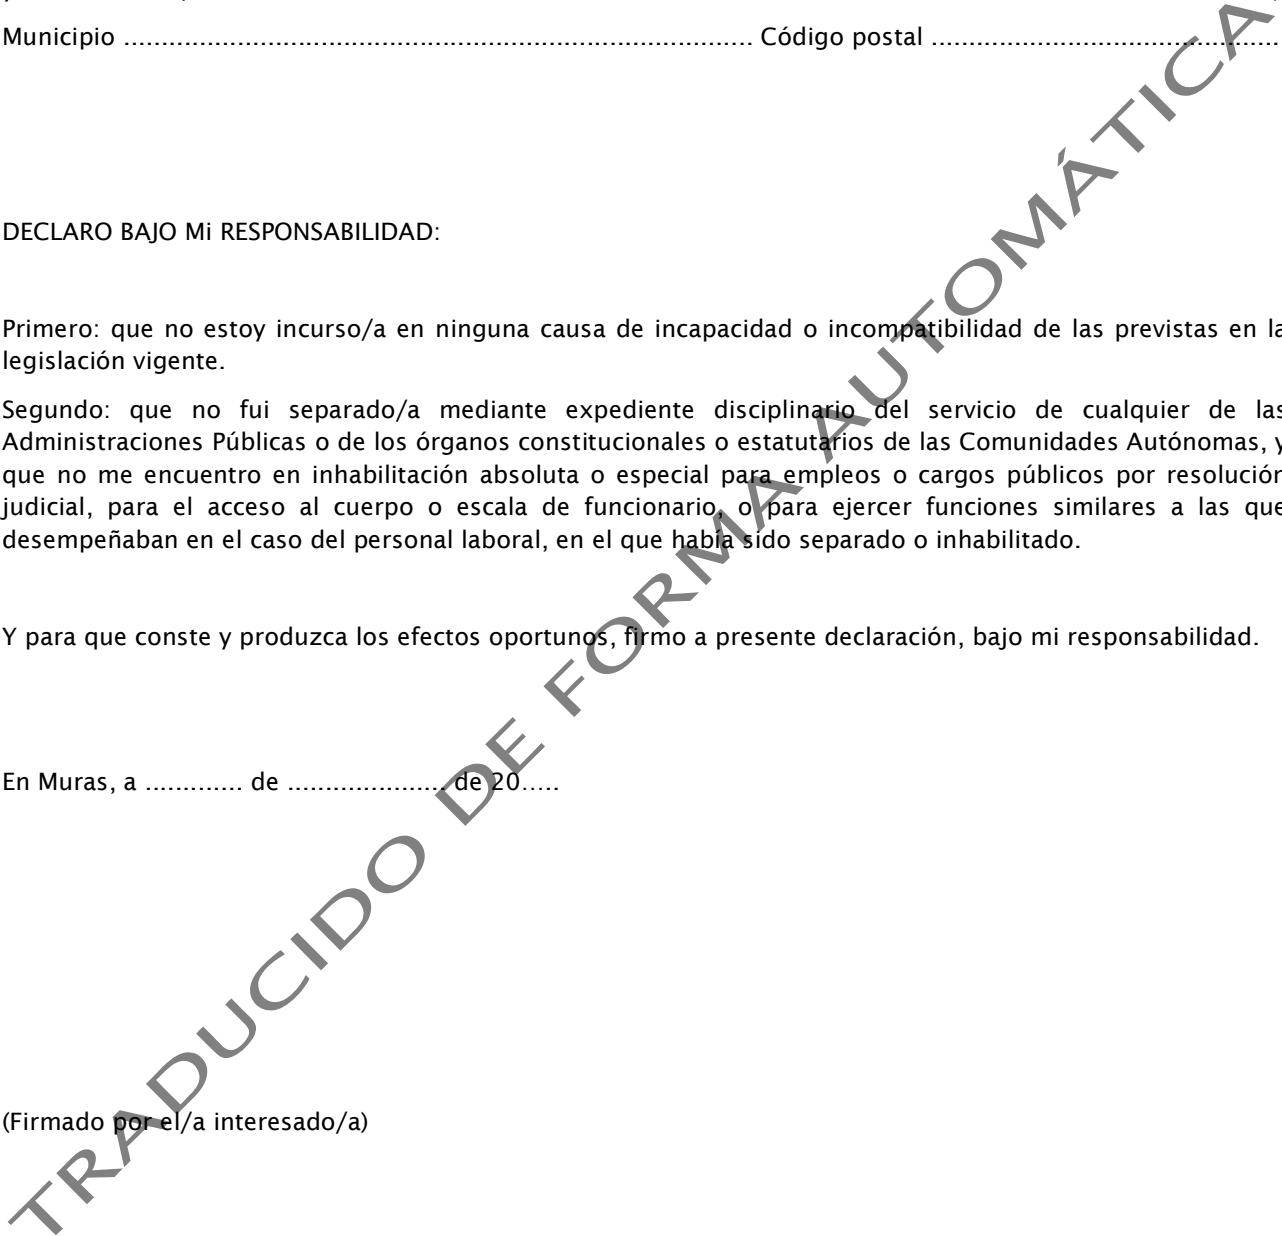 Municipio .................................................................................... Código postal ..............................................
DECLARO BAJO Mi RESPONSABILIDAD:
Primero: que no estoy incurso/a en ninguna causa de incapacidad o incompatibilidad de las previstas en la
legislación vigente.
Segundo: que no fui separado/a mediante expediente disciplinario del servicio de cualquier de las
Administraciones Públicas o de los órganos constitucionales o estatutarios de las Comunidades Autónomas, y
que no me encuentro en inhabilitación absoluta o especial para empleos o cargos públicos por resolución
judicial, para el acceso al cuerpo o escala de funcionario, o para ejercer funciones similares a las que
desempeñaban en el caso del personal laboral, en el que había sido separado o inhabilitado.
Y para que conste y produzca los efectos oportunos, firmo a presente declaración, bajo mi responsabilidad.
En Muras, a ............. de ..................... de 20.....
(Firmado por el/a interesado/a)
TRADUCIDO DE FORMA AUTOMÁTICA